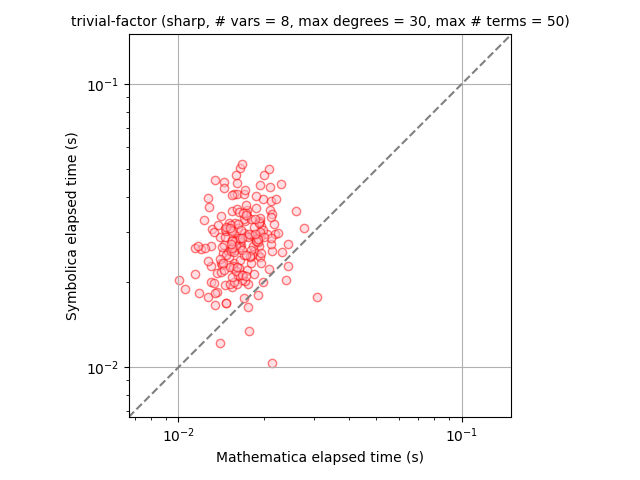 trivial-factor (sharp, # vars = 8, max degrees = 30, max # terms = 50)
Symbolica elapsed time (s)
10⁻¹
10⁻²
10⁻²
10⁻¹
Mathematica elapsed time (s)